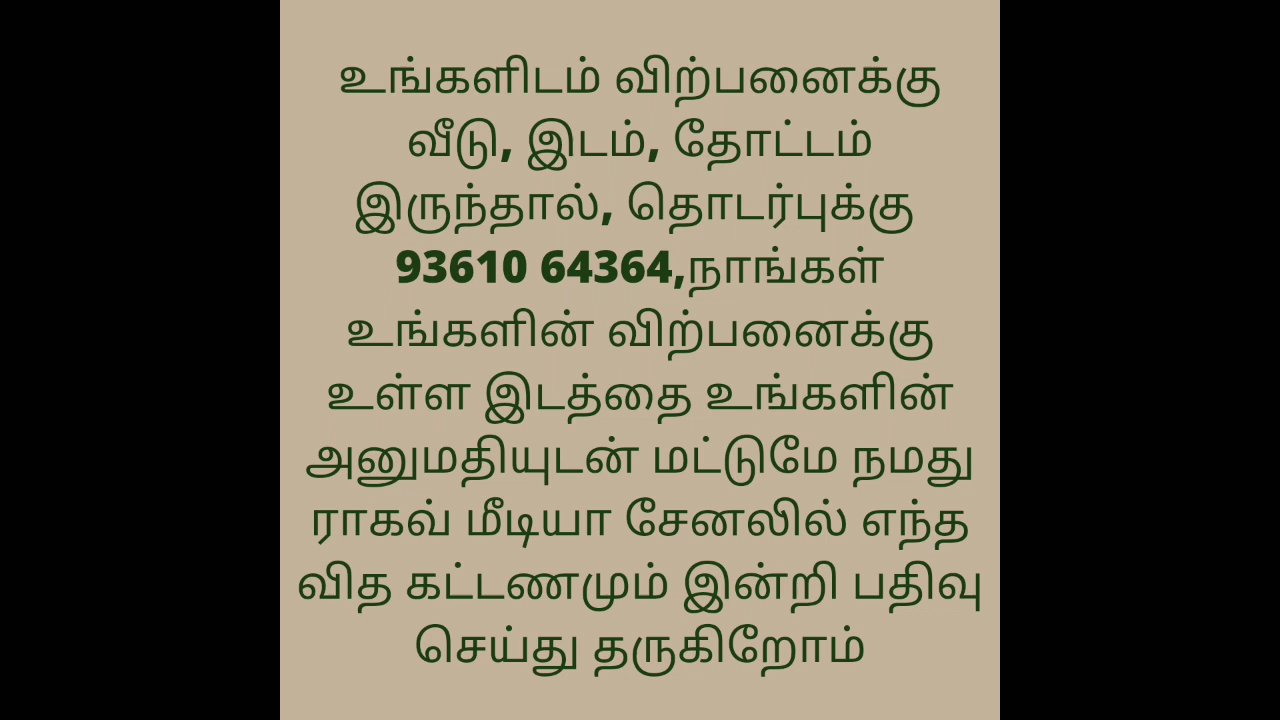 உங்களிடம் விற்பனைக்கு
வீடு, இடம், தோட்டம்
இருந்தால், தொடர்புக்கு
93610 64364,நாங்கள்
உங்களின் விற்பனைக்கு
உள்ள இடத்தை உங்களின்
அனுமதியுடன் மட்டுமே நமது
ராகவ் மீடியா சேனலில் எந்த
வித கட்டணமும் இன்றி பதிவு
செய்து தருகிறோம்